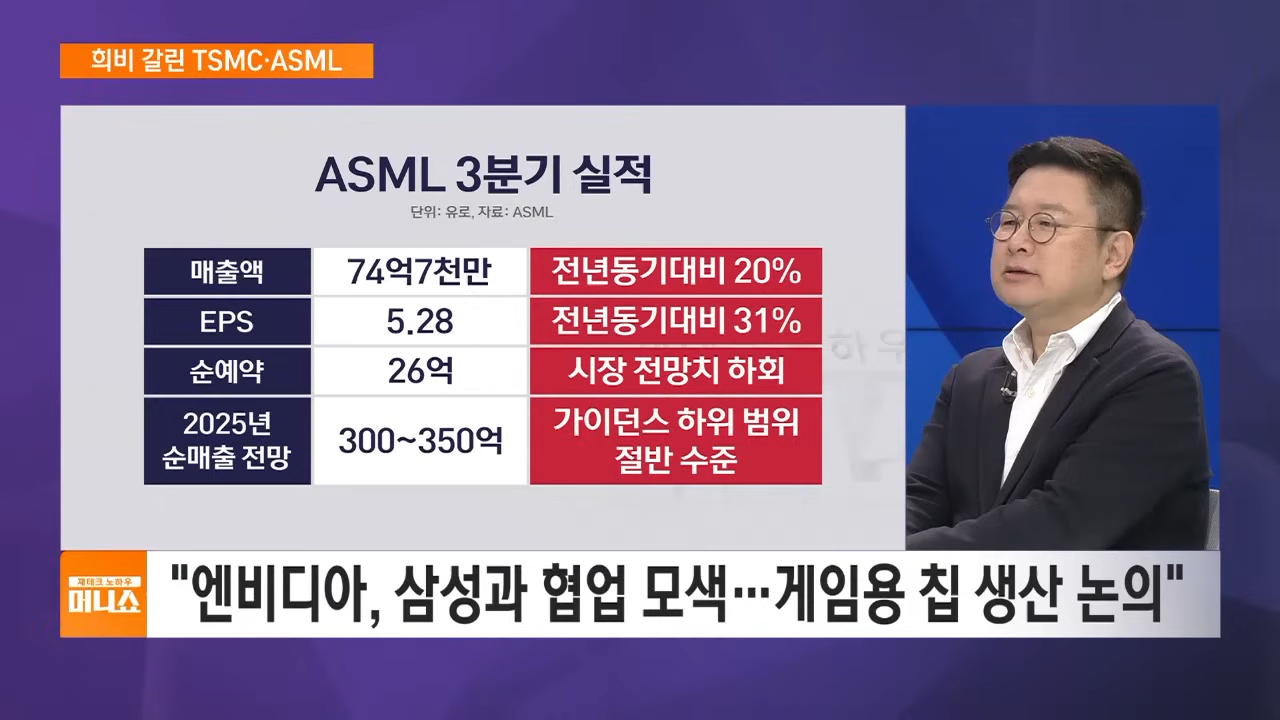 희비 갈린 TSMC·ASML
ASML 3분기 실적
단위: 유로, 자료: ASML
매출액 74억7천만 전년동기대비 20%
EPS 5.28 전년동기대비 31%
순예약 26억 시장 전망치 하회
2025년 순매출 전망 300~350억 가이던스 하위 범위 절반 수준
하우
재테크 노하우
머니쇼
"엔비디아, 삼성과 협업 모색…게임용 칩 생산 논의"